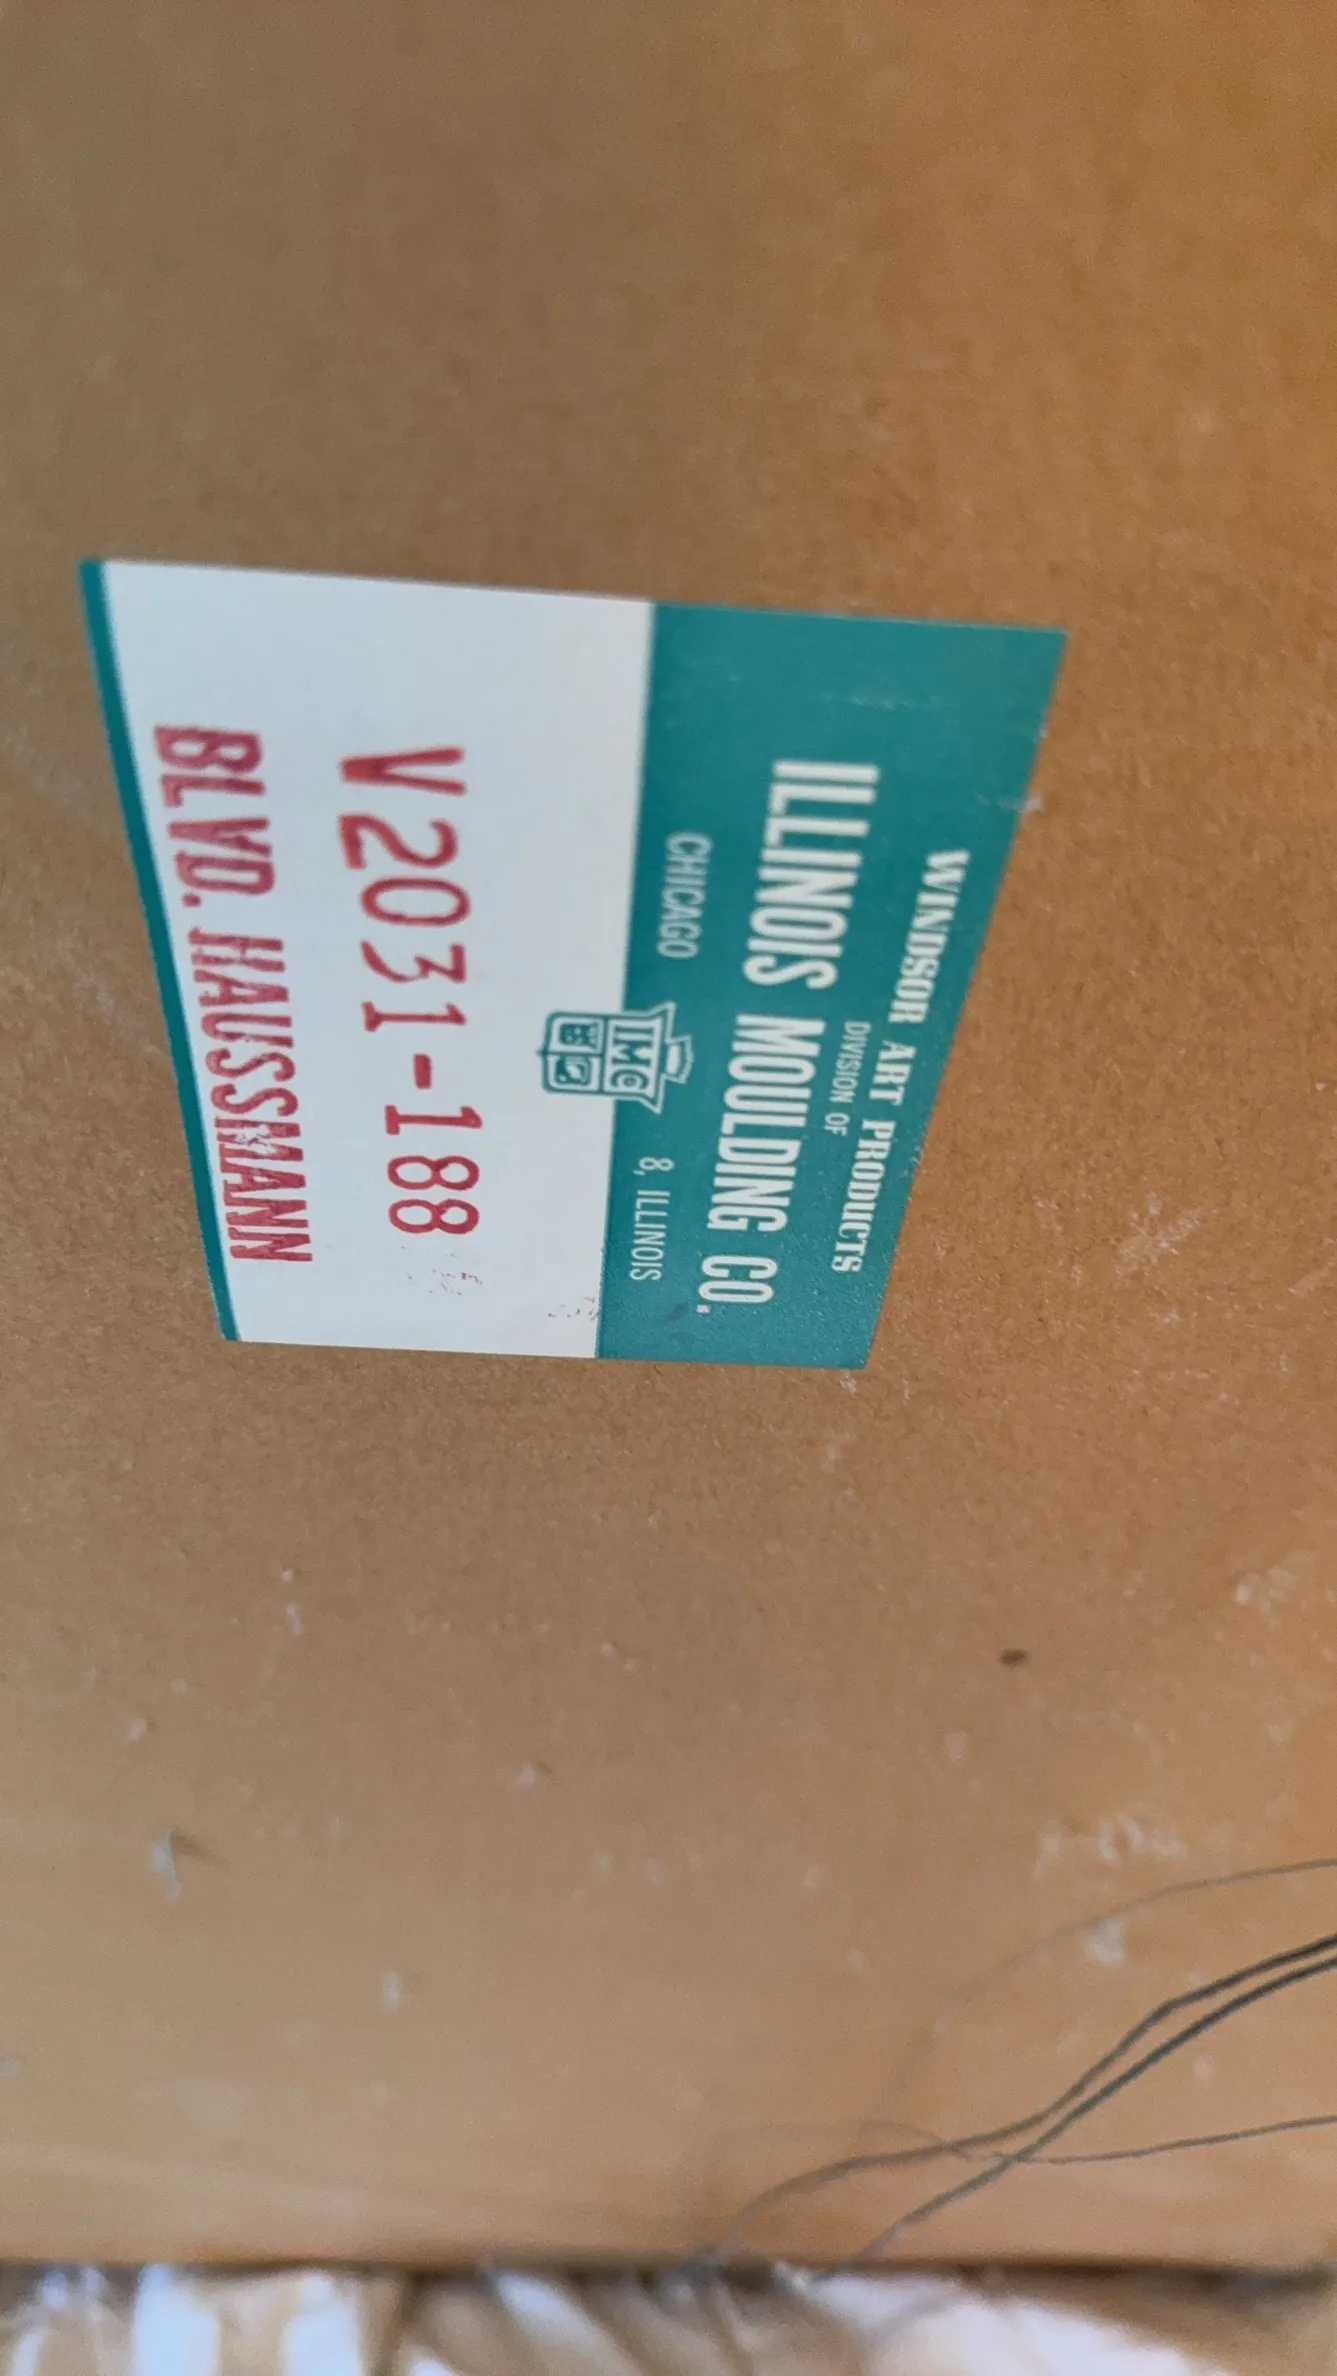 WINDSOR ART PRODUCTS
DIVISION OF
ILLINOIS MOULDING CO.
CHICAGO 8, ILLINOIS
IMC
V2031-188
BLVD. HAUSSMANN